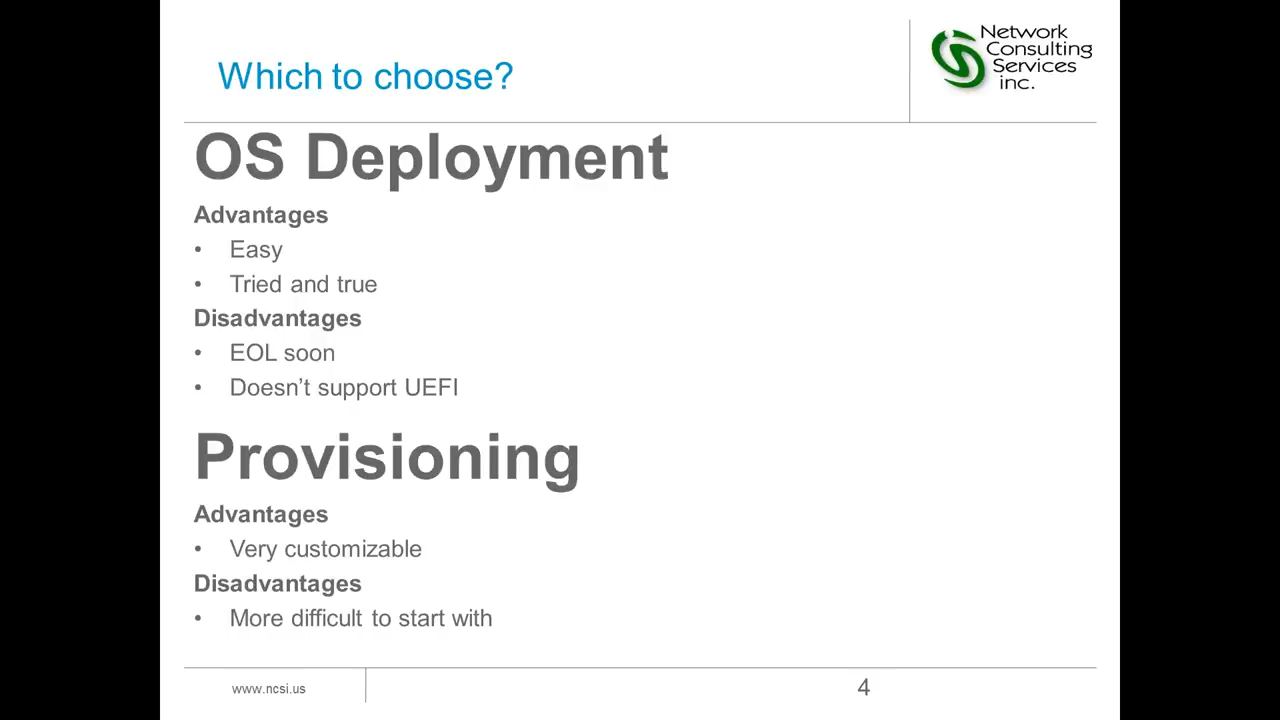 Which to choose?
Network
Consulting
Services
inc.
OS Deployment
Advantages
• Easy
• Tried and true
Disadvantages
• EOL soon
• Doesn’t support UEFI
Provisioning
Advantages
• Very customizable
Disadvantages
• More difficult to start with
www.ncsi.us
4